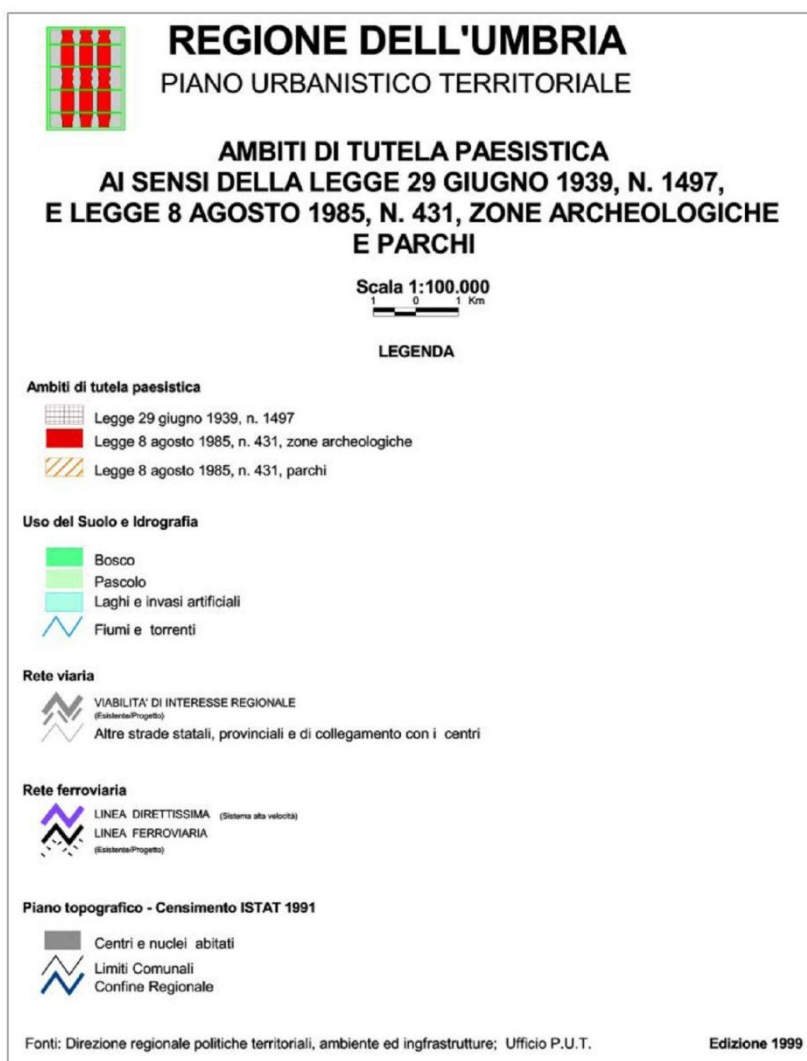 REGIONE DELL'UMBRIA
PIANO URBANISTICO TERRITORIALE
AMBITI DI TUTELA PAESISTICA
AI SENSI DELLA LEGGE 29 GIUGNO 1939, N. 1497,
E LEGGE 8 AGOSTO 1985, N. 431, ZONE ARCHEOLOGICHE
E PARCHI
Scala 1:100.000
1 0 1 Km
LEGENDA
Ambiti di tutela paesistica
Legge 29 giugno 1939, n. 1497
Legge 8 agosto 1985, n. 431, zone archeologiche
Legge 8 agosto 1985, n. 431, parchi
Uso del Suolo e Idrografia
Bosco
Pascolo
Laghi e invasi artificiali
Fiumi e torrenti
Rete viaria
VIABILITA' DI INTERESSE REGIONALE
(Esistente/Progetto)
Altre strade statali, provinciali e di collegamento con i centri
Rete ferroviaria
LINEA DIRETTISSIMA (Sistema alta velocità)
LINEA FERROVIARIA
(Esistente/Progetto)
Piano topografico - Censimento ISTAT 1991
Centri e nuclei abitati
Limiti Comunali
Confine Regionale
Fonti: Direzione regionale politiche territoriali, ambiente ed ingfrastrutture; Ufficio P.U.T. Edizione 1999